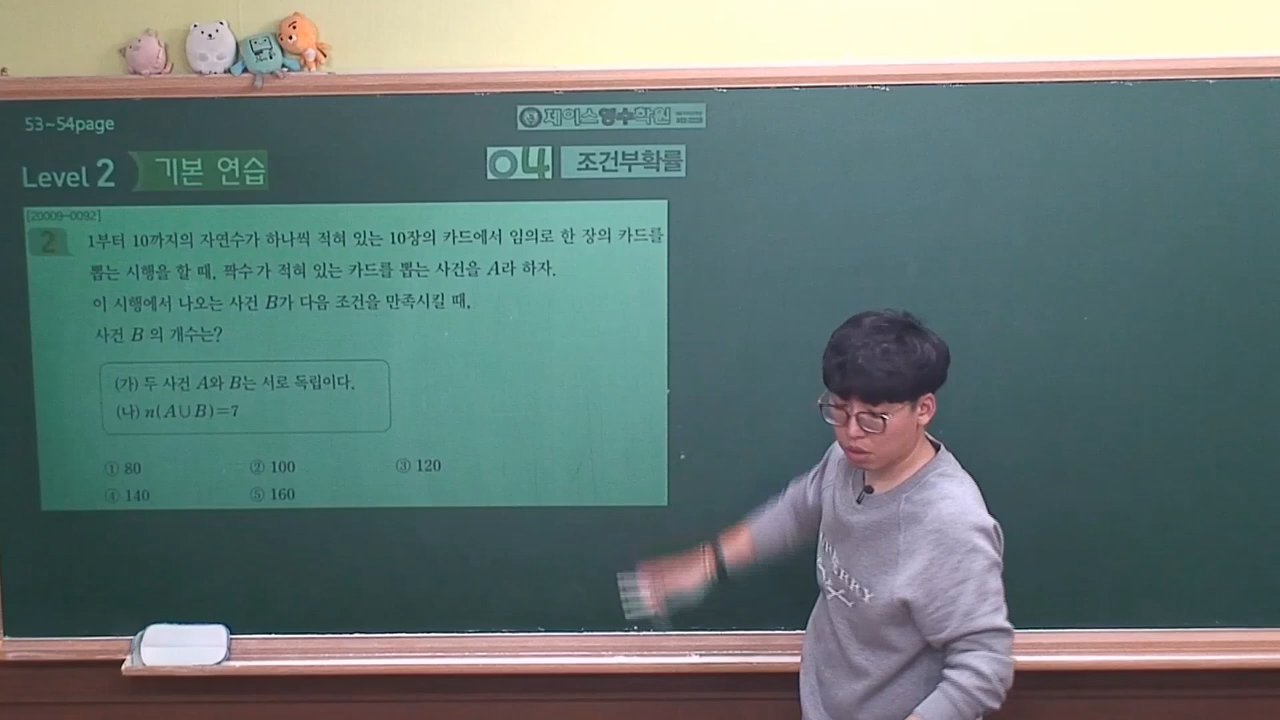 53~54page
제이스영수학원
Level 2 기본 연습
04 조건부확률
[20009-0092]
2 1부터 10까지의 자연수가 하나씩 적혀 있는 10장의 카드에서 임의로 한 장의 카드를
뽑는 시행을 할 때, 짝수가 적혀 있는 카드를 뽑는 사건을 A라 하자.
이 시행에서 나오는 사건 B가 다음 조건을 만족시킬 때,
사건 B 의 개수는?
(가) 두 사건 A와 B는 서로 독립이다.
(나) n(A∪B)=7
① 80 ② 100 ③ 120
④ 140 ⑤ 160